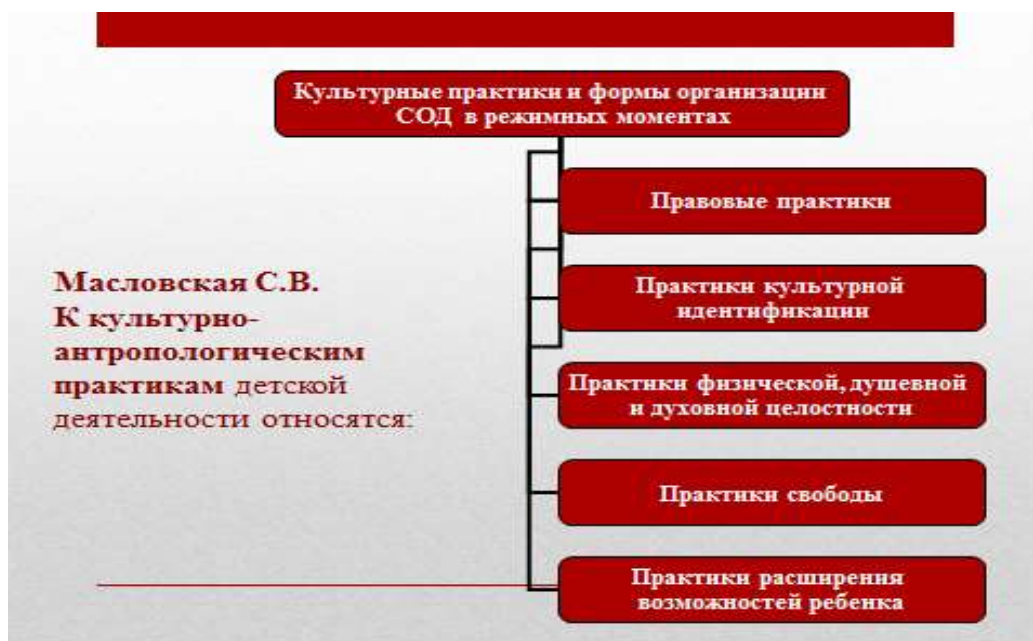 Культурные практики и формы организации
СОД в режимных моментах
Масловская С.В.
К культурно-
антропологическим
практикам детской
деятельности относятся:
Правовые практики
Практики культурной
идентификации
Практики физической, душевной
и духовной целостности
Практики свободы
Практики расширения
возможностей ребенка